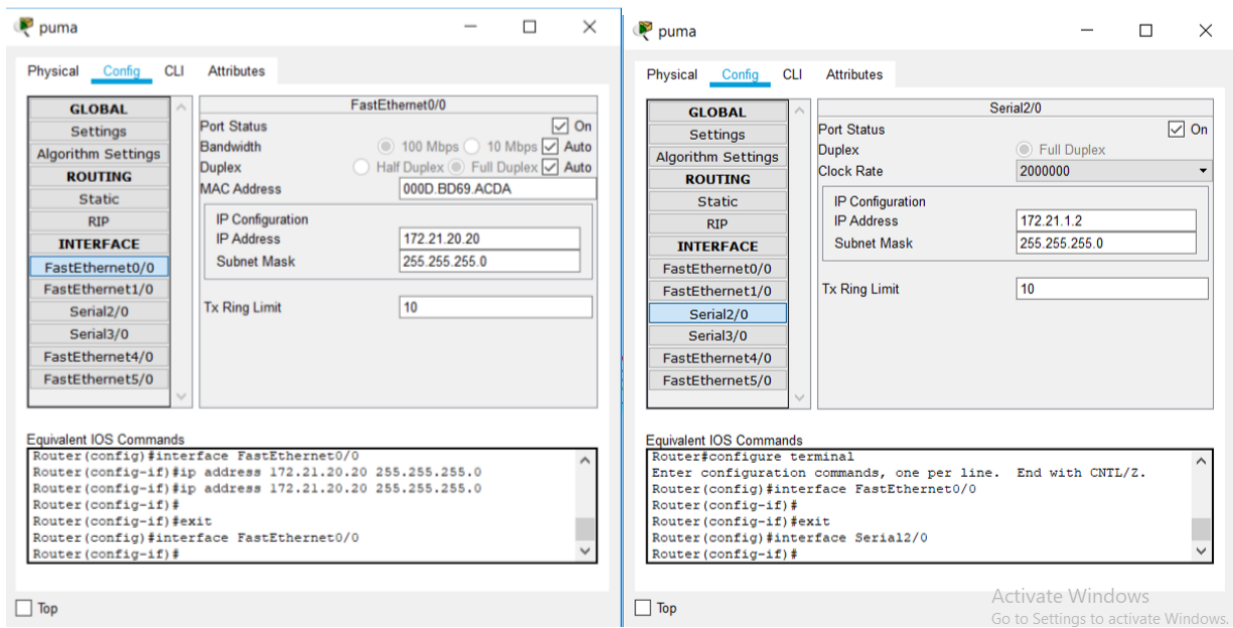 puma
Physical Config CLI Attributes
GLOBAL
Settings
Algorithm Settings
ROUTING
Static
RIP
INTERFACE
FastEthernet0/0
FastEthernet1/0
Serial2/0
Serial3/0
FastEthernet4/0
FastEthernet5/0
FastEthernet0/0
Port Status On
Bandwidth 100 Mbps 10 Mbps Auto
Duplex Half Duplex Full Duplex Auto
MAC Address 000D.BD69.ACDA
IP Configuration
IP Address 172.21.20.20
Subnet Mask 255.255.255.0
Tx Ring Limit 10
Equivalent IOS Commands
Router(config)#interface FastEthernet0/0
Router(config-if)#ip address 172.21.20.20 255.255.255.0
Router(config-if)#ip address 172.21.20.20 255.255.255.0
Router(config-if)#
Router(config-if)#exit
Router(config)#interface FastEthernet0/0
Router(config-if)#
Top
puma
Physical Config CLI Attributes
GLOBAL
Settings
Algorithm Settings
ROUTING
Static
RIP
INTERFACE
FastEthernet0/0
FastEthernet1/0
Serial2/0
Serial3/0
FastEthernet4/0
FastEthernet5/0
Serial2/0
Port Status On
Duplex Full Duplex
Clock Rate 2000000
IP Configuration
IP Address 172.21.1.2
Subnet Mask 255.255.255.0
Tx Ring Limit 10
Equivalent IOS Commands
Router#configure terminal
Enter configuration commands, one per line. End with CNTL/Z.
Router(config)#interface FastEthernet0/0
Router(config-if)#
Router(config-if)#exit
Router(config)#interface Serial2/0
Router(config-if)#
Top
Activate Windows
Go to Settings to activate Windows.